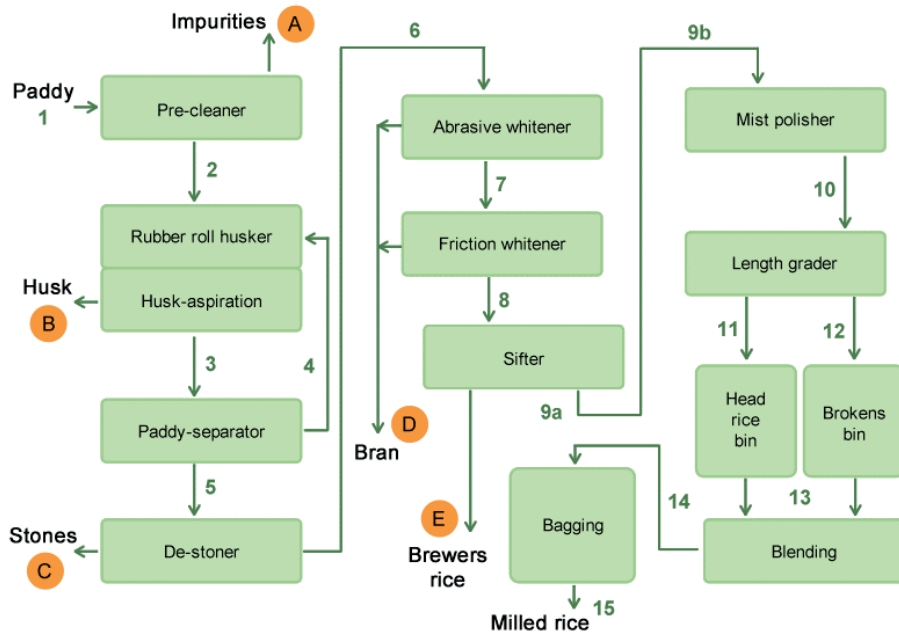 Impurities
A
Paddy
1
Pre-cleaner
2
Rubber roll husker
Husk-aspiration
Husk
B
3
4
Paddy-separator
5
De-stoner
Stones
C
6
Abrasive whitener
7
Friction whitener
8
Sifter
Bran
D
E
Brewers
rice
9a
9b
Mist polisher
10
Length grader
11
12
Head
rice
bin
Brokens
bin
13
Blending
14
Bagging
15
Milled rice